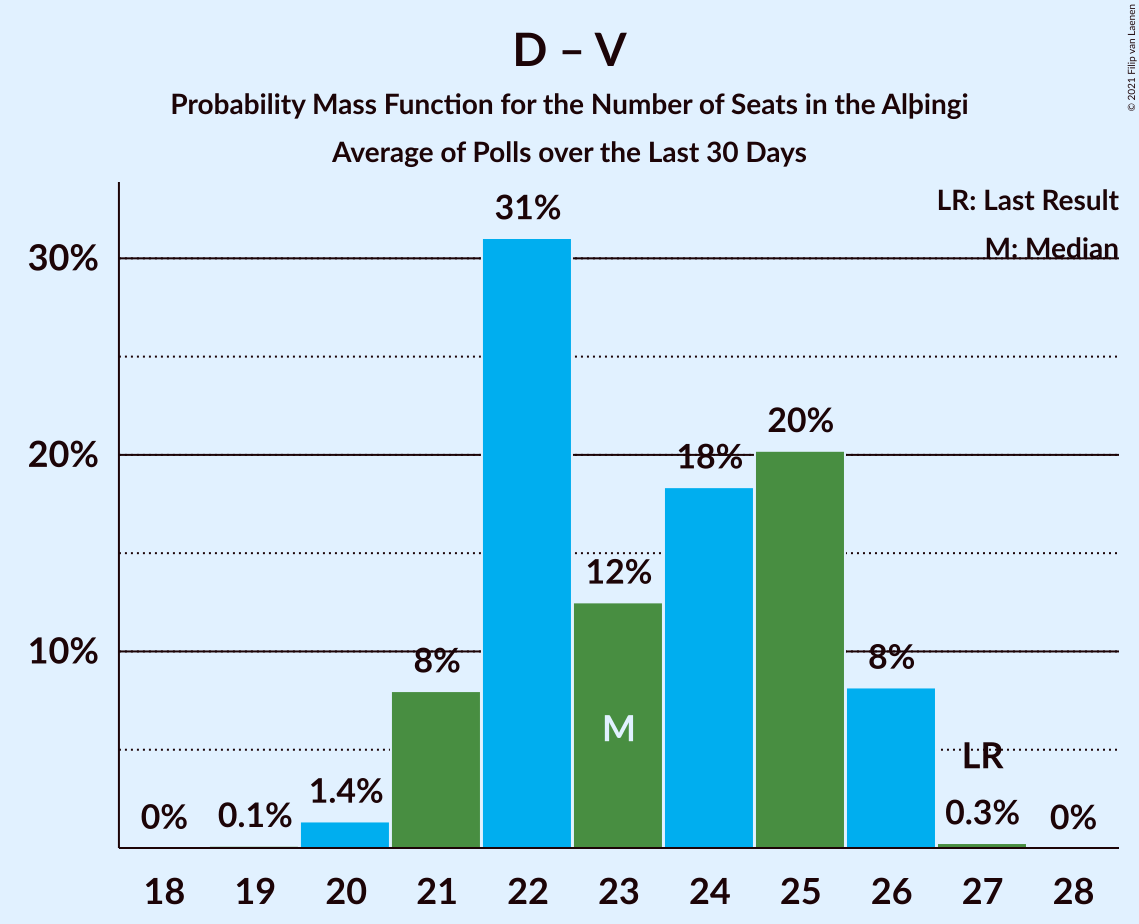 D – V
Probability Mass Function for the Number of Seats in the Alþingi
Average of Polls over the Last 30 Days
© 2021 Filip van Laenen
LR: Last Result
M: Median
30%
20%
10%
0%
0.1%
1.4%
8%
31%
12%
18%
20%
8%
0.3%
0%
M
LR
18 19 20 21 22 23 24 25 26 27 28